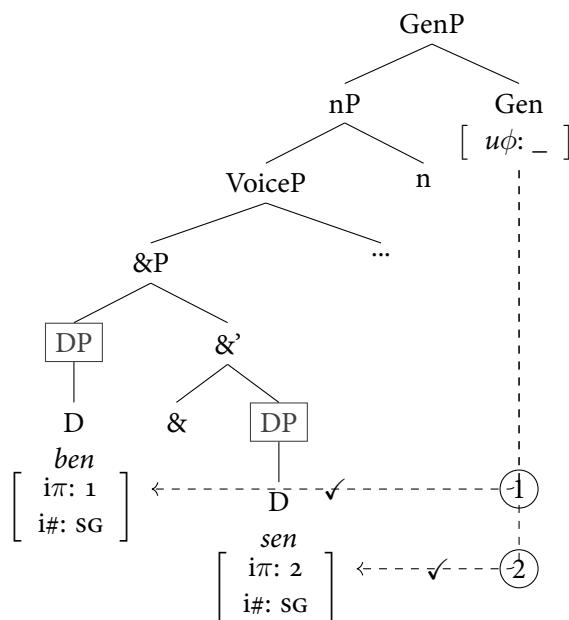 GenP
nP Gen
[ uϕ: _ ]
VoiceP n
&P ...
DP &’
D & DP
ben
[ iπ: 1
i#: SG ]
D ✓ 1
sen
[ iπ: 2
i#: SG ] ✓ 2